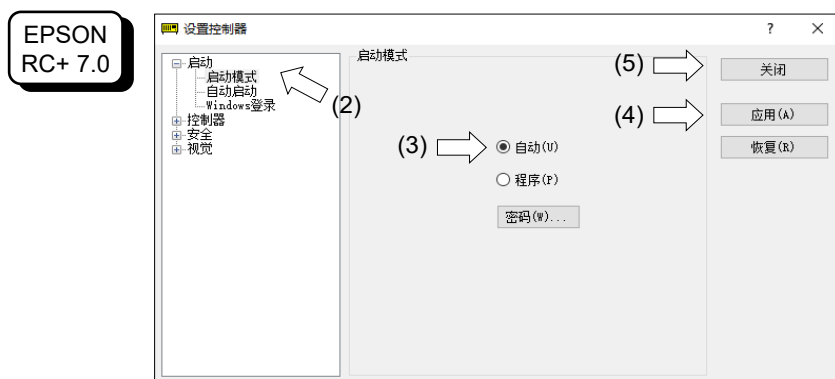 EPSON
RC+ 7.0
设置控制器
?
启动
启动模式
自动启动
Windows登录
控制器
安全
视觉
(2)
启动模式
(3)
自动(U)
程序(P)
密码(W)...
(5)
关闭
(4)
应用(A)
恢复(R)